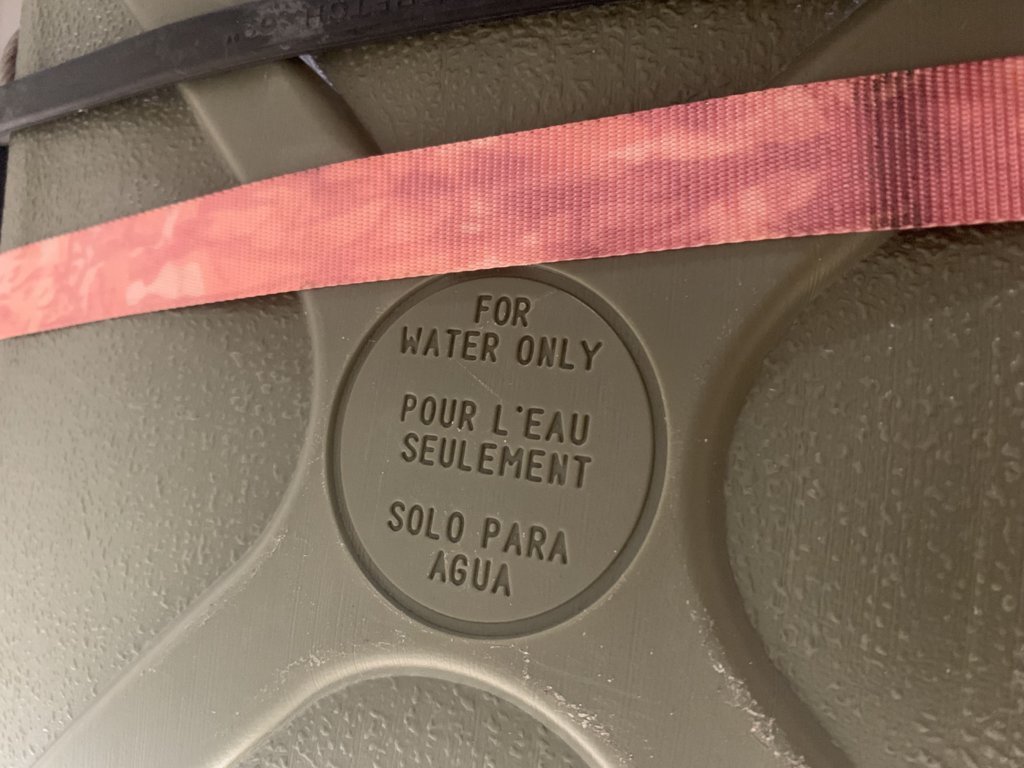 FOR
WATER ONLY
POUR L'EAU
SEULEMENT
SOLO PARA
AGUA